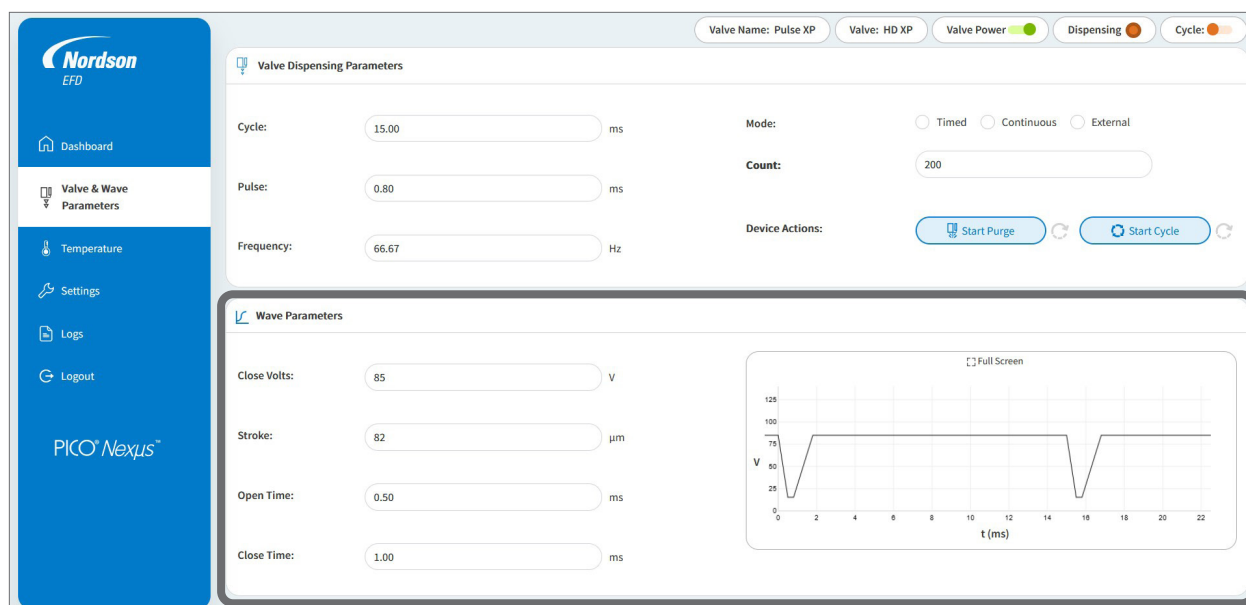 Nordson
EFD
Dashboard
Valve & Wave
Parameters
Temperature
Settings
Logs
Logout
PICO® Nexµs™
Valve Name: Pulse XP
Valve: HD XP
Valve Power
Dispensing
Cycle:
Valve Dispensing Parameters
Cycle: 15.00 ms
Pulse: 0.80 ms
Frequency: 66.67 Hz
Mode: Timed Continuous External
Count: 200
Device Actions: Start Purge Start Cycle
Wave Parameters
Close Volts: 85 V
Stroke: 82 µm
Open Time: 0.50 ms
Close Time: 1.00 ms
Full Screen
125
100
75
V
50
25
0
0 2 4 6 8 10 12 14 16 18 20 22
t (ms)